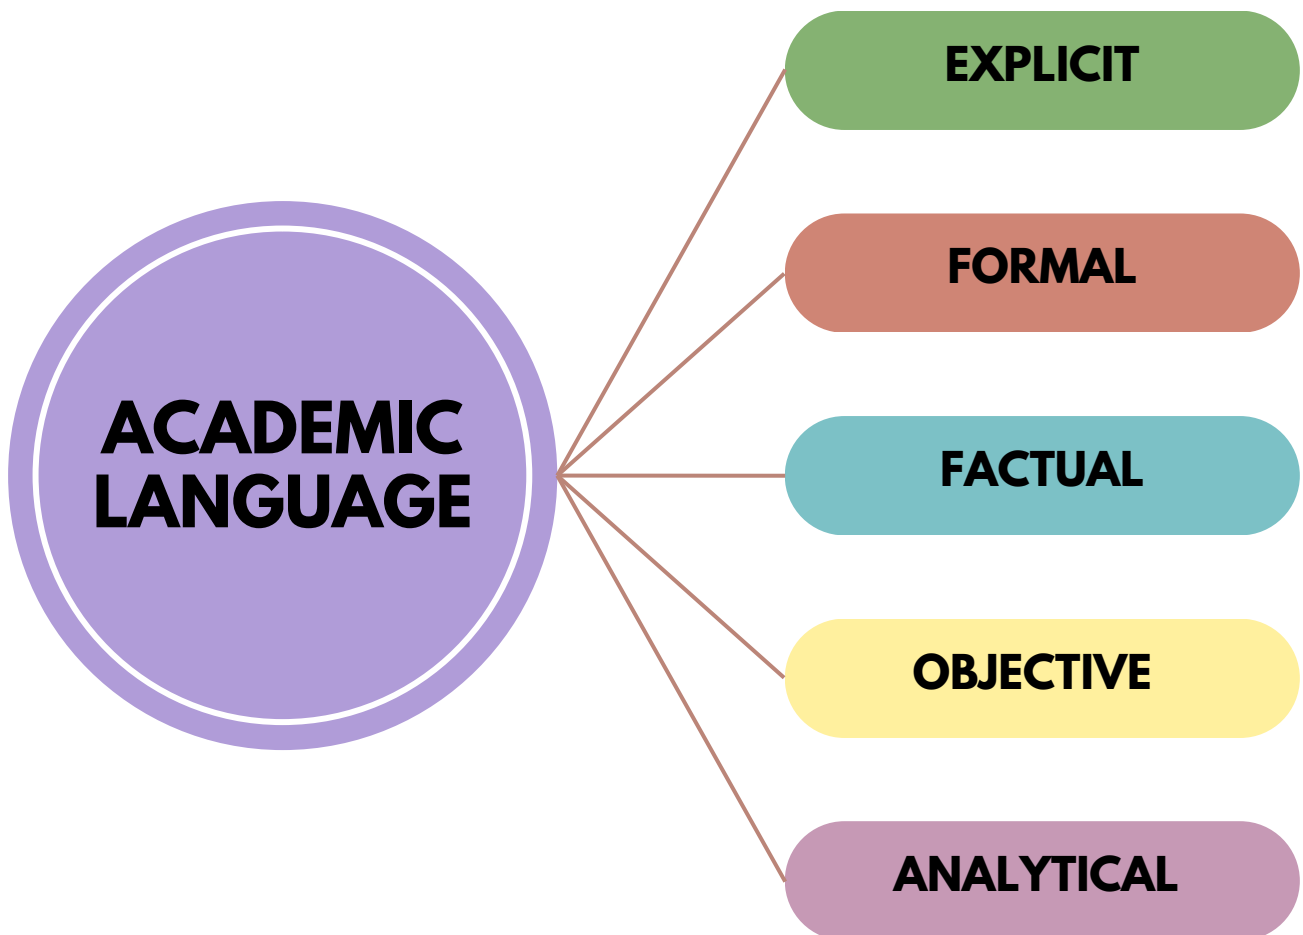 ACADEMIC
LANGUAGE
EXPLICIT
FORMAL
FACTUAL
OBJECTIVE
ANALYTICAL